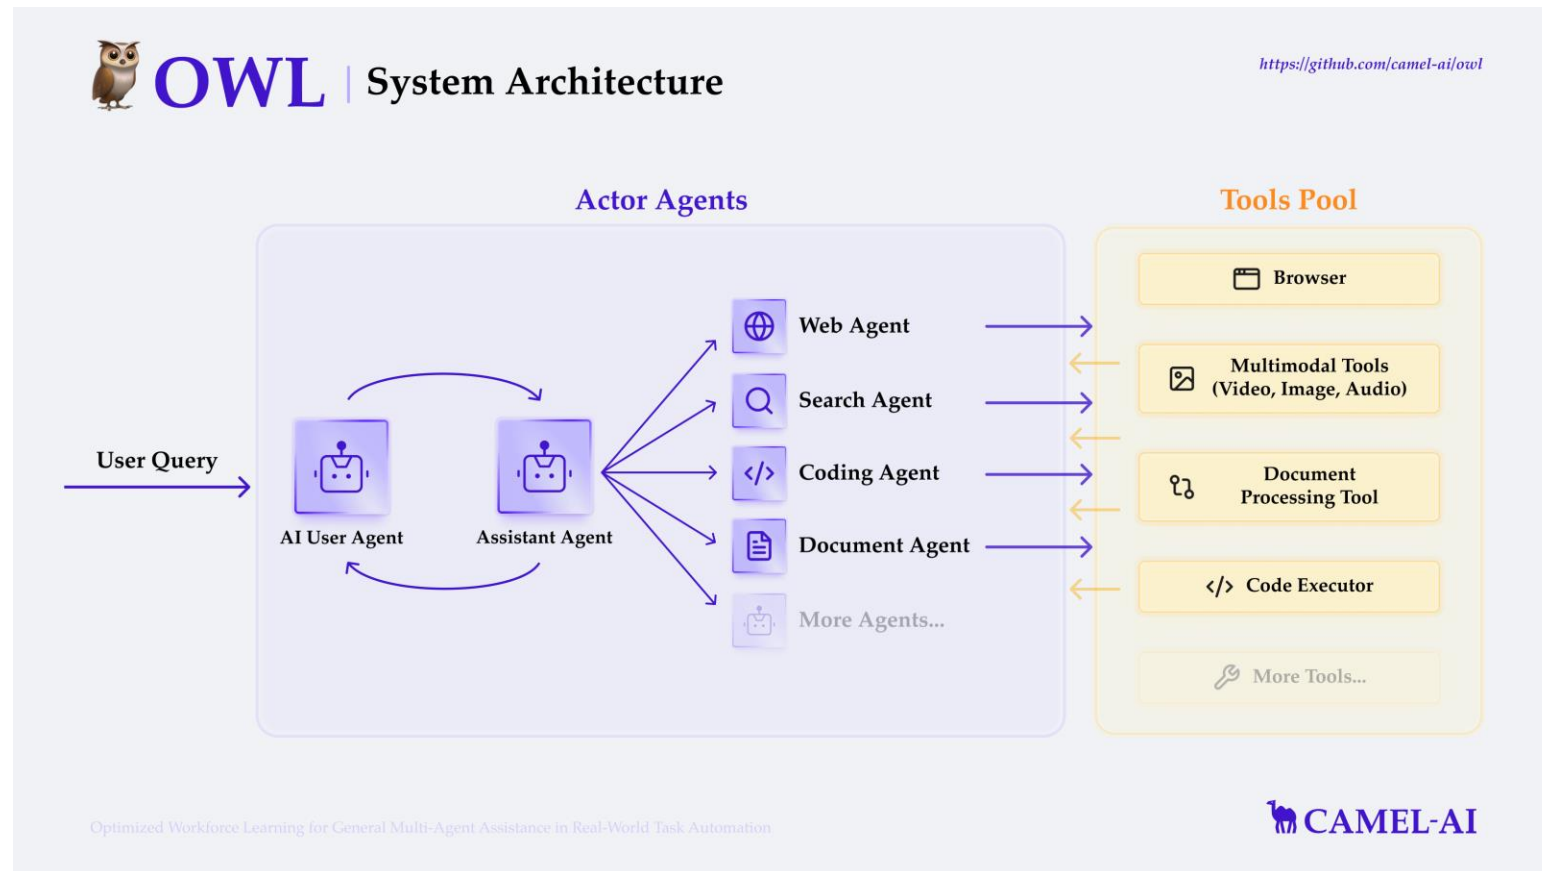 OWL | System Architecture
https://github.com/camel-ai/owl
Actor Agents
Tools Pool
User Query
AI User Agent
Assistant Agent
Web Agent
Search Agent
Coding Agent
Document Agent
More Agents...
Browser
Multimodal Tools
(Video, Image, Audio)
Document
Processing Tool
Code Executor
More Tools...
Optimized Workforce Learning for General Multi-Agent Assistance in Real-World Task Automation
CAMEL-AI